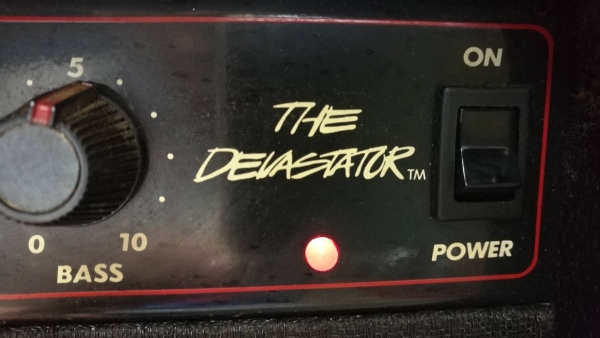 5
0 10
BASS
THE
DEVASTATOR™
ON
POWER